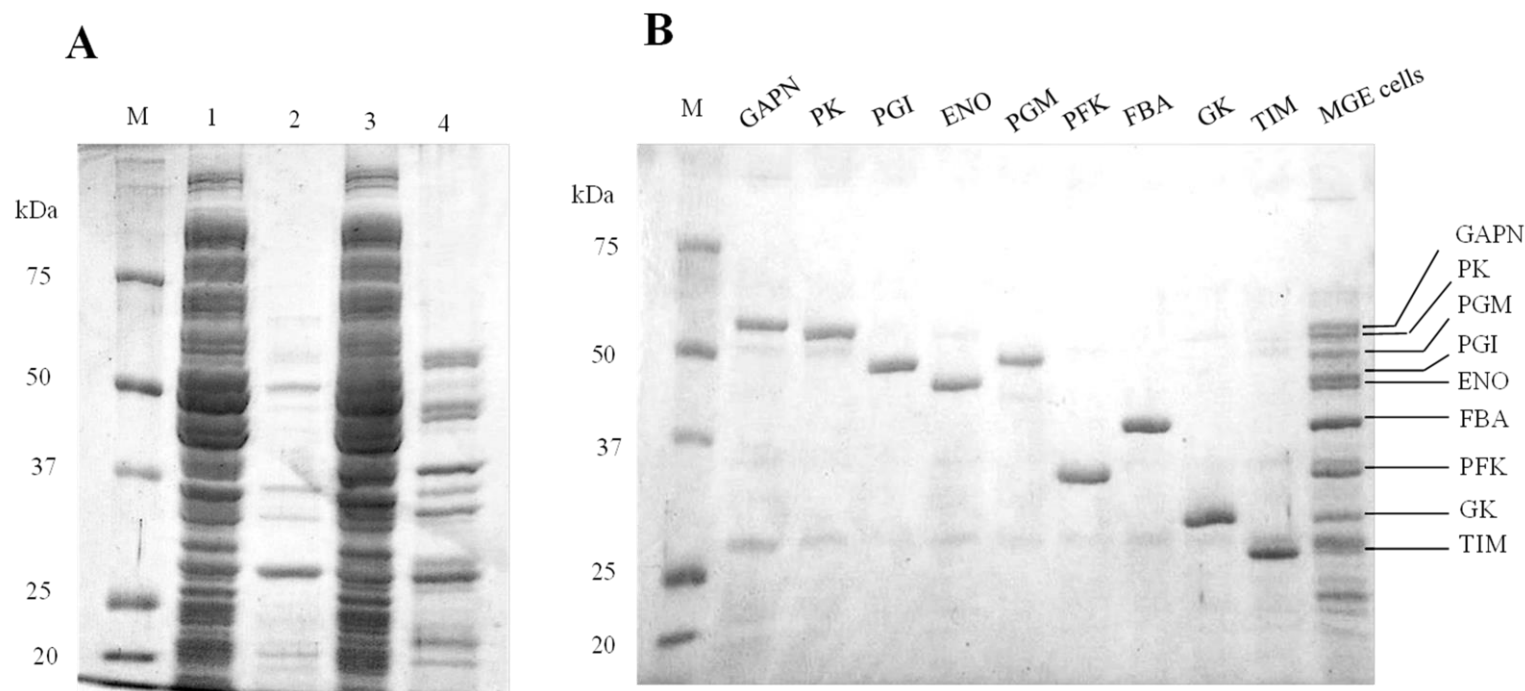 A
M 1 2 3 4
kDa
75
50
37
25
20
B
M GAPN PK PGI ENO PGM PFK FBA GK TIM MGE cells
kDa
75
50
37
25
20
GAPN
PK
PGM
PGI
ENO
FBA
PFK
GK
TIM